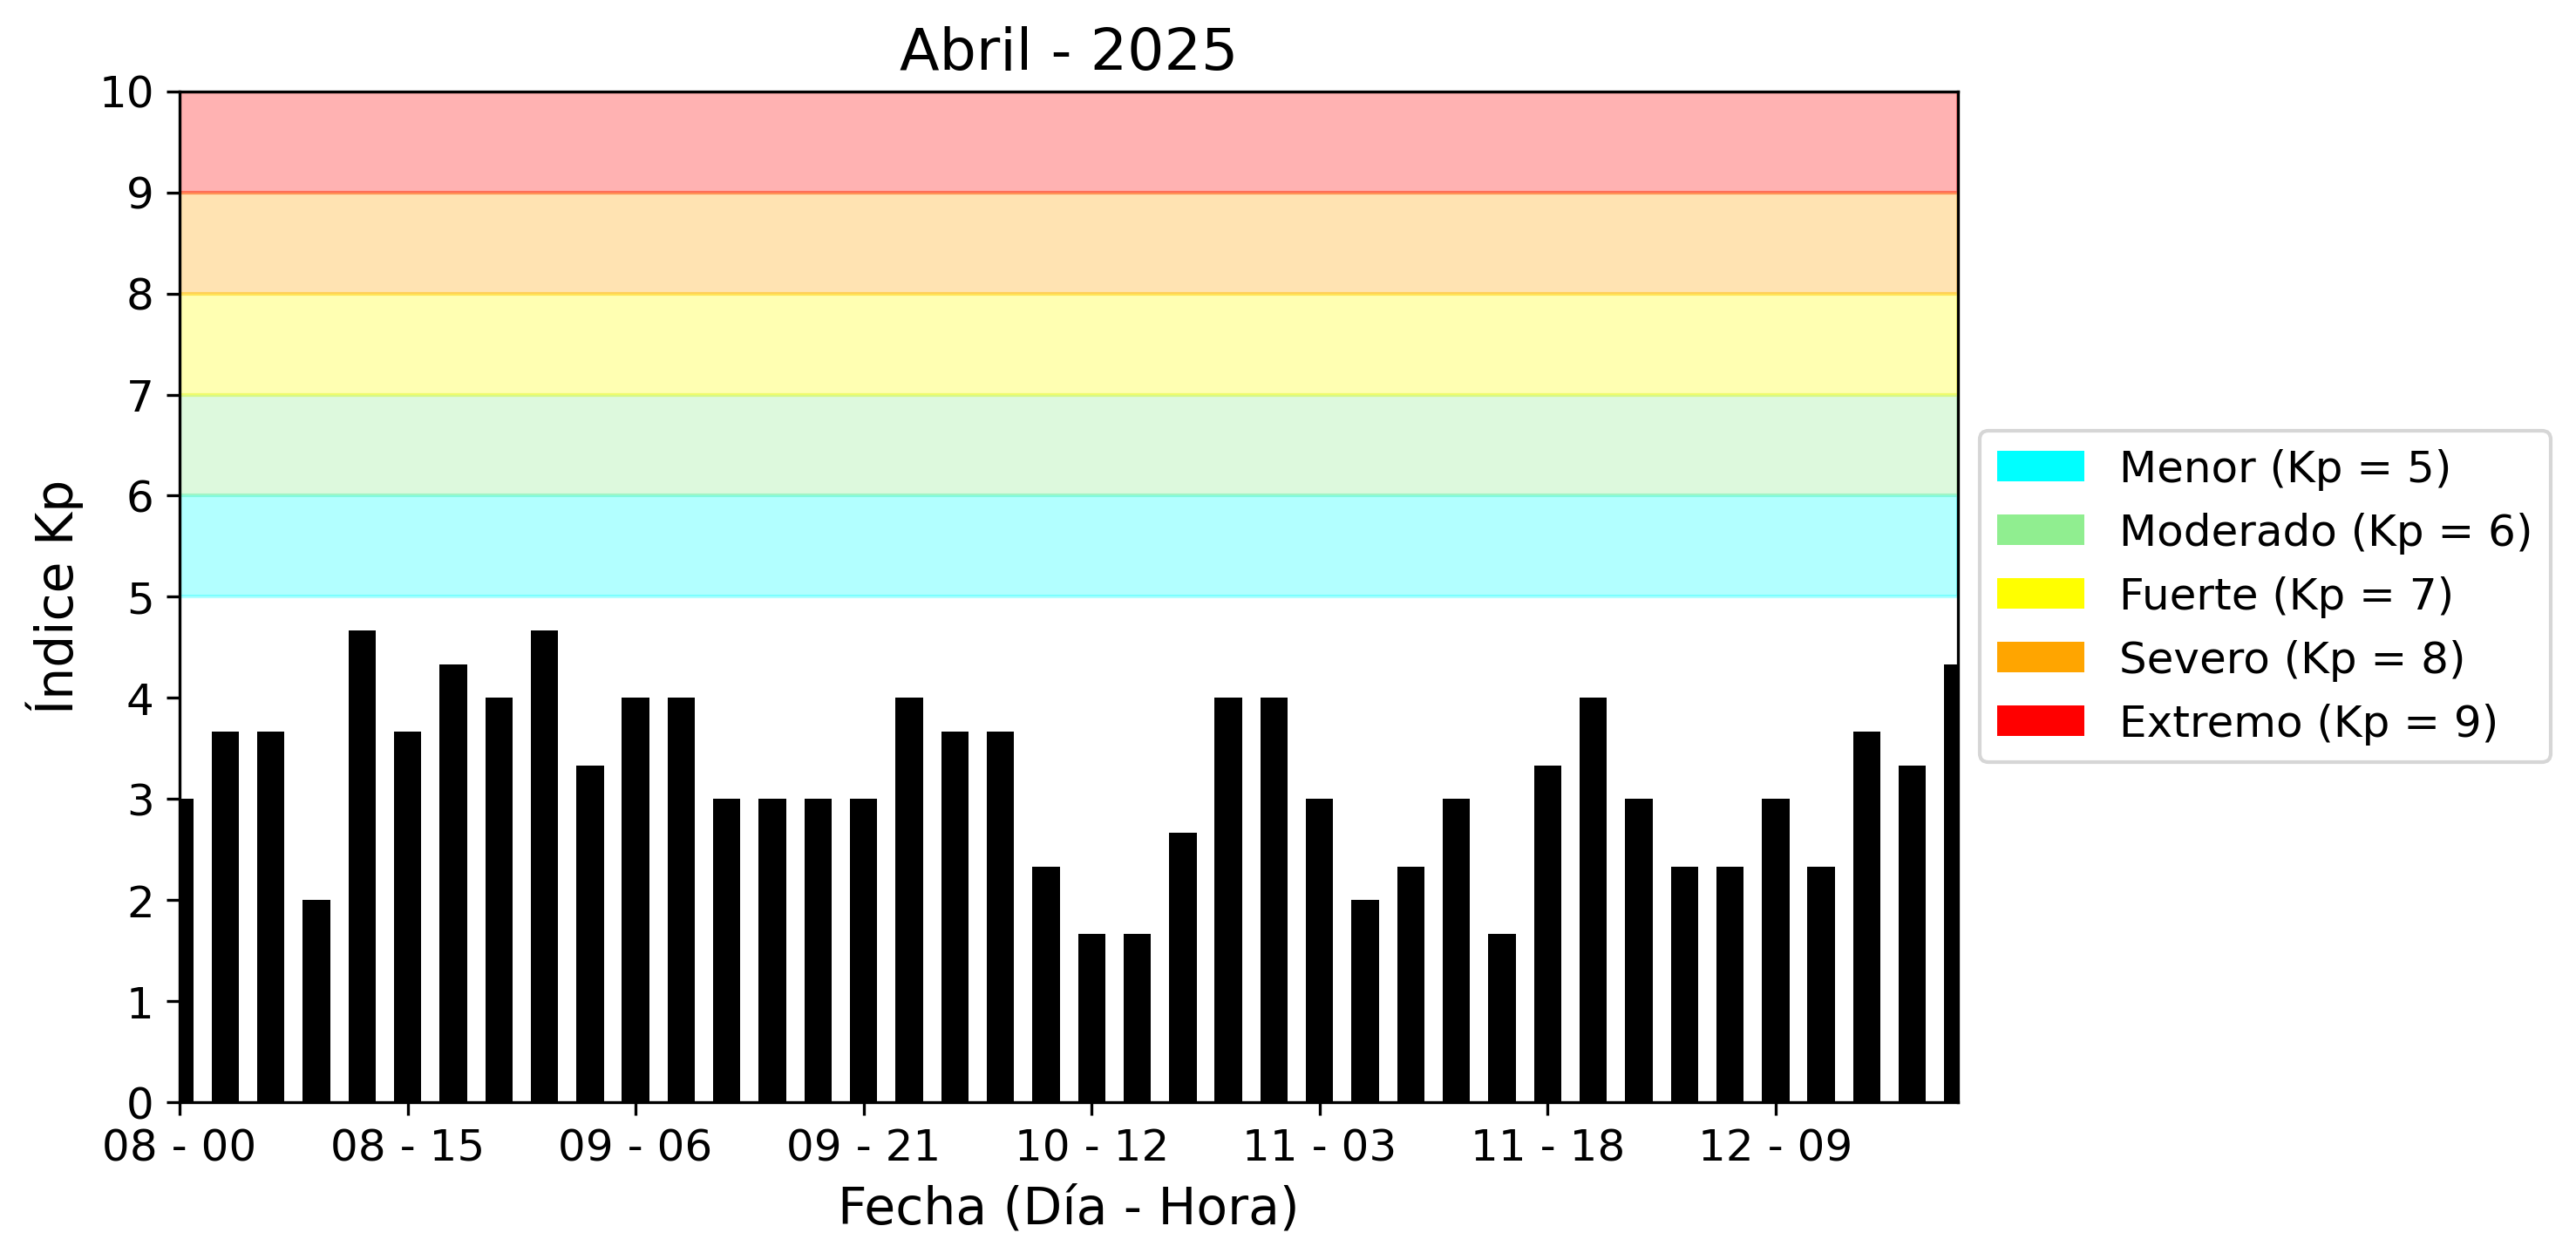 Abril - 2025
10
9
8
7
6
5
4
3
2
1
0
Índice Kp
08 - 00
08 - 15
09 - 06
09 - 21
10 - 12
11 - 03
11 - 18
12 - 09
Fecha (Día - Hora)
Menor (Kp = 5)
Moderado (Kp = 6)
Fuerte (Kp = 7)
Severo (Kp = 8)
Extremo (Kp = 9)